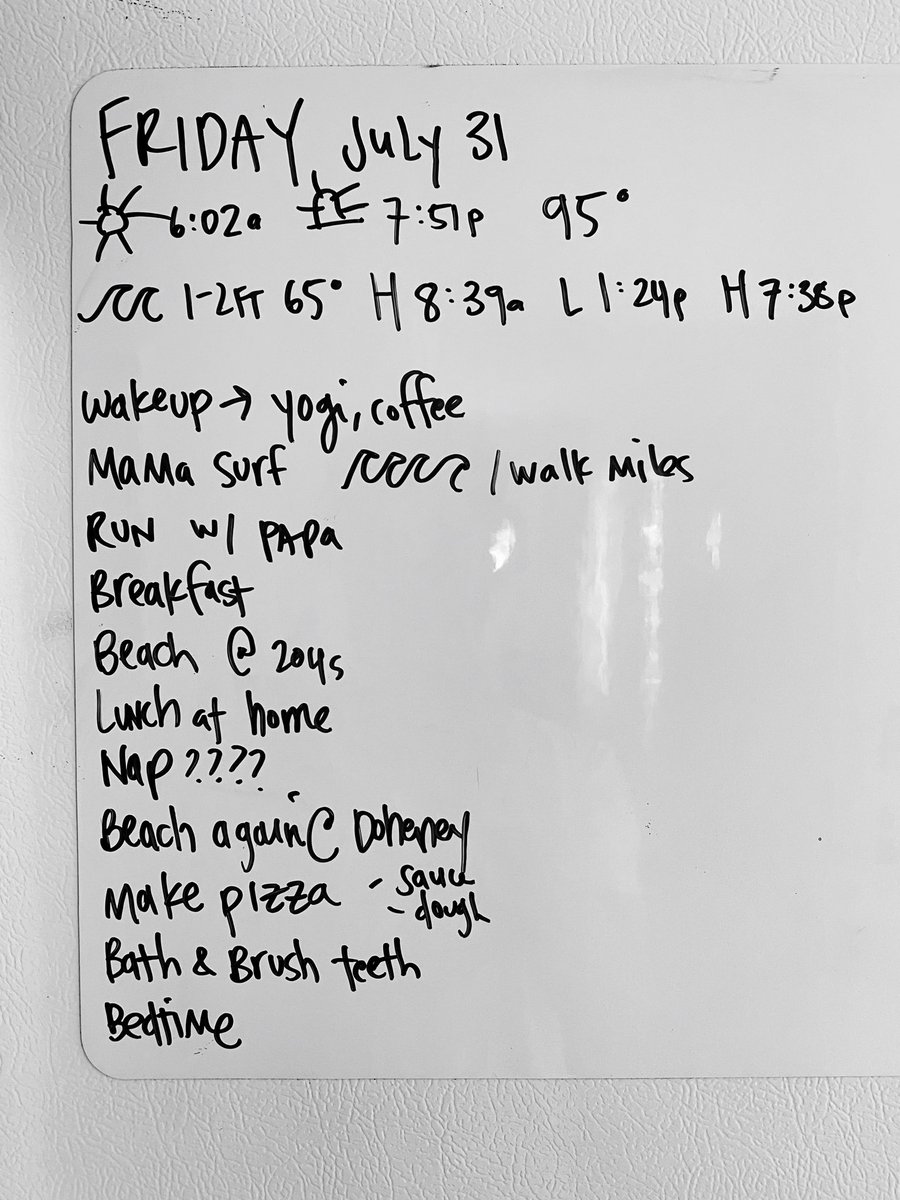 FRIDAY July 31
6:02a 7:51p 95°
1-2FT 65° H 8:39a L 1:24p H 7:38p
wakeup → yogi, coffee
MaMa Surf / walk miles
RUN w/ PAPa
Breakfast
Beach @ 204s
Lunch at home
Nap????
Beach again @ Doheney
Make pizza - sauce
- dough
Bath & Brush teeth
Bedtime